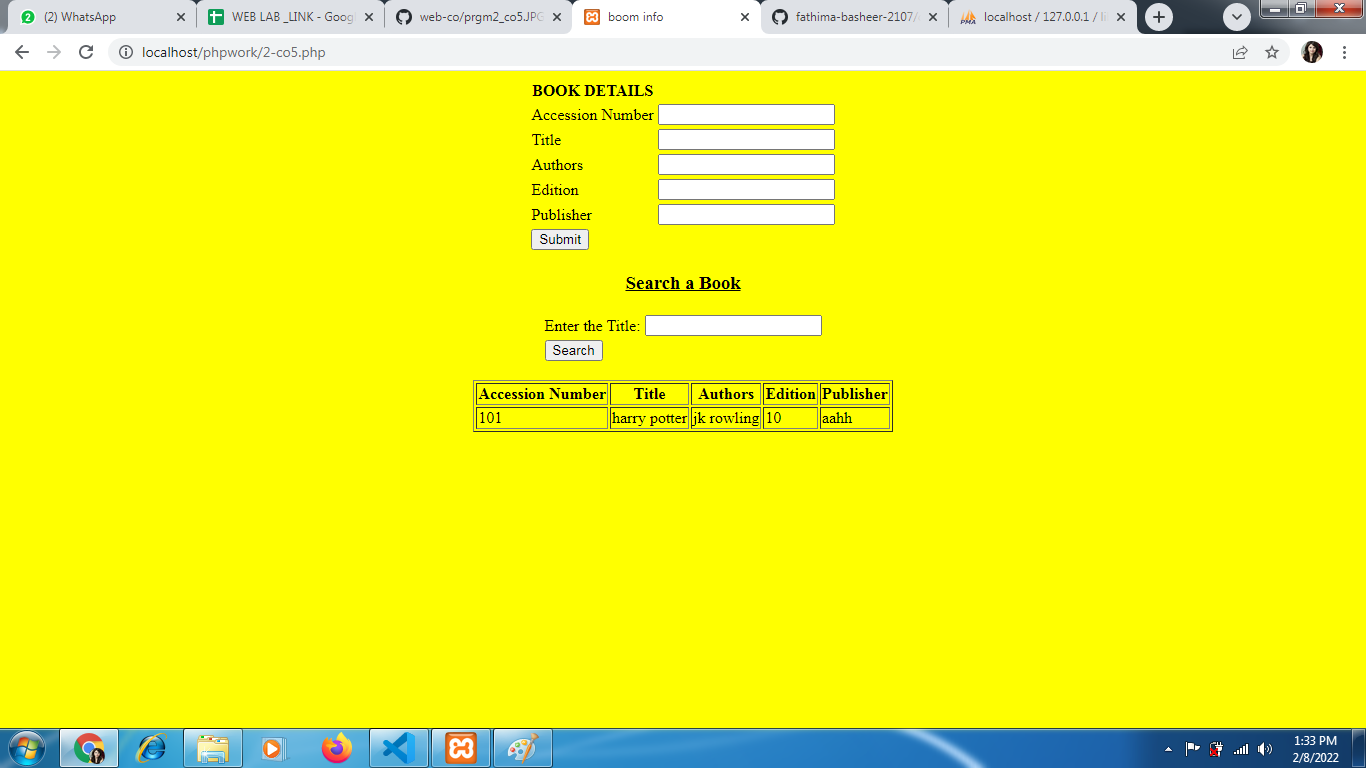 2 (2) WhatsApp
WEB LAB _LINK - Goog
web-co/prgm2_co5.JPG
boom info
fathima-basheer-2107/
PMA localhost / 127.0.0.1 / li
localhost/phpwork/2-co5.php
BOOK DETAILS
Accession Number
Title
Authors
Edition
Publisher
Submit
Search a Book
Enter the Title:
Search
Accession Number Title Authors Edition Publisher
101 harry potter jk rowling 10 aahh
1:33 PM
2/8/2022